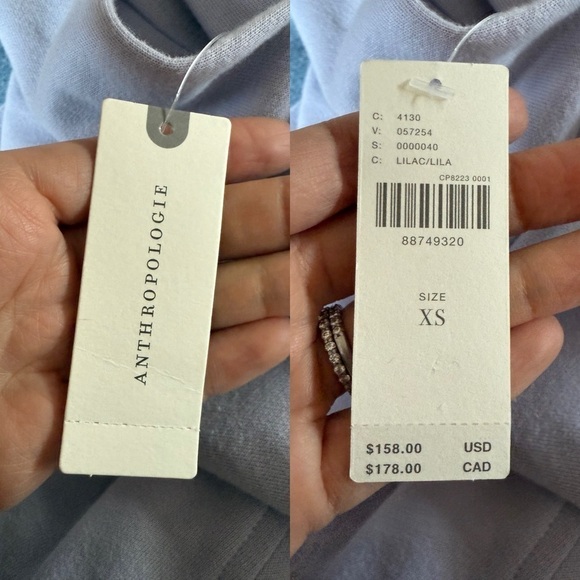 ANTHROPOLOGIE
C: 4130
V: 057254
S: 0000040
C: LILAC/LILA
CP8223 0001
88749320
SIZE
XS
$158.00 USD
$178.00 CAD